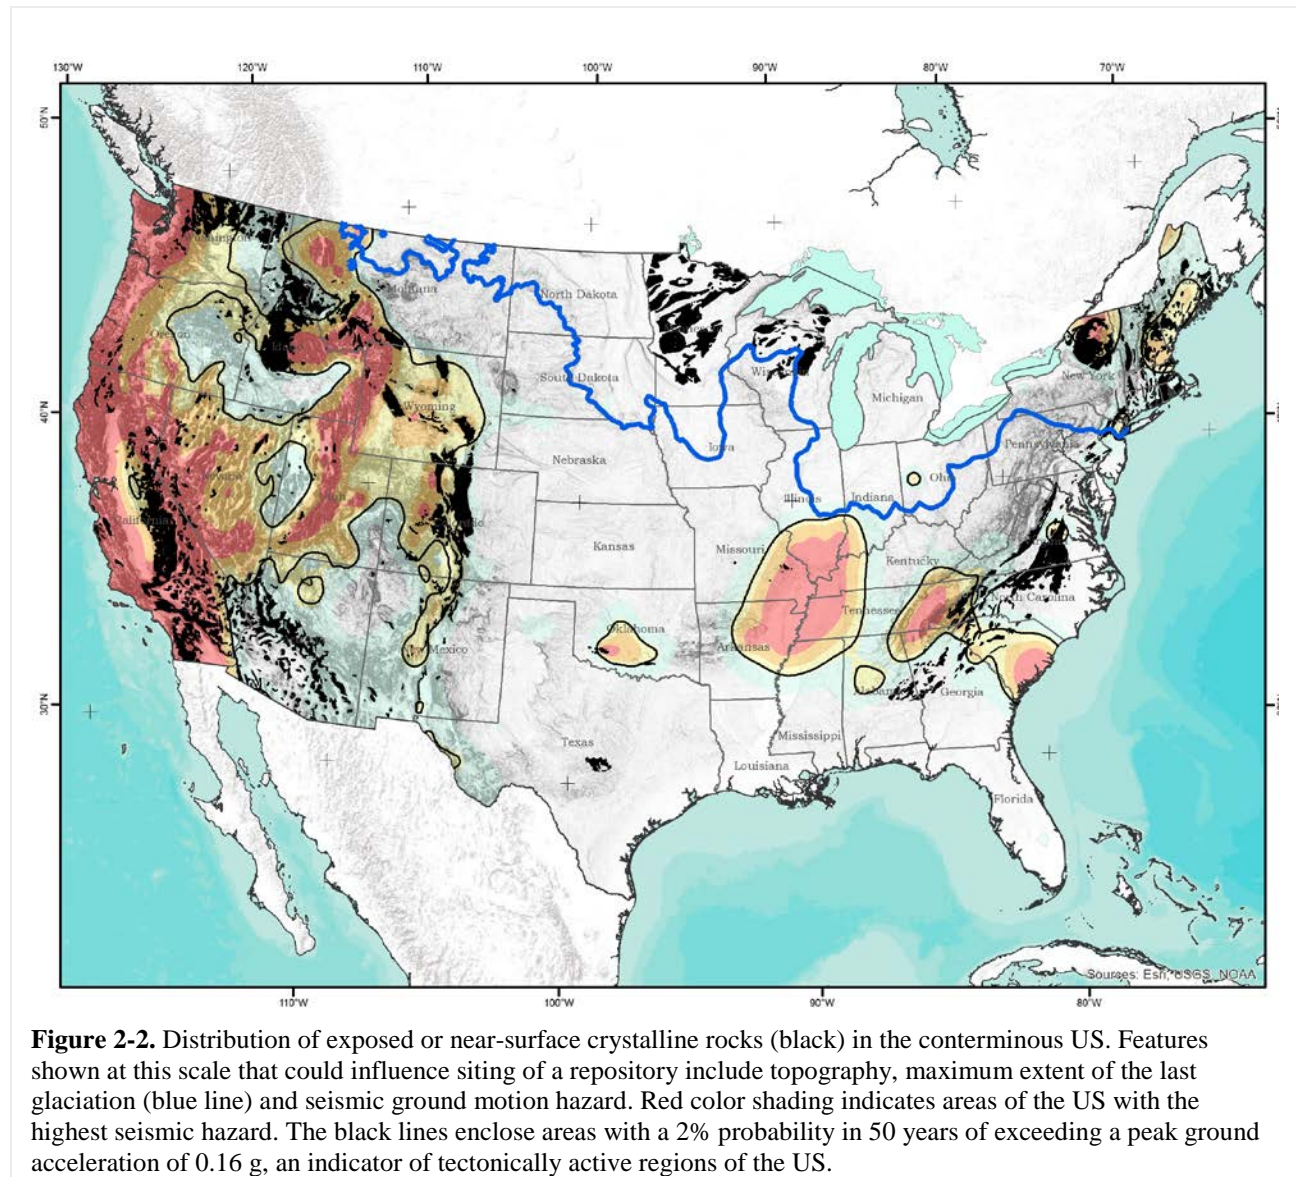 130°W 120°W 110°W 100°W 90°W 80°W 70°W
50°N
Washington
Montana
North Dakota
Oregon
South Dakota
Michigan
New York
Wyoming
40°N
Iowa
Pennsylvania
Nebraska
Nevada
Utah
Illinois
Indiana
California
Kansas
Missouri
Kentucky
North Carolina
Tennessee
Oklahoma
Arkansas
Mexico
Georgia
30°N
Mississippi
Texas
Louisiana
Florida
Sources: Esri, USGS, NOAA
110°W 100°W 90°W 80°W
Figure 2-2. Distribution of exposed or near-surface crystalline rocks (black) in the conterminous US. Features
shown at this scale that could influence siting of a repository include topography, maximum extent of the last
glaciation (blue line) and seismic ground motion hazard. Red color shading indicates areas of the US with the
highest seismic hazard. The black lines enclose areas with a 2% probability in 50 years of exceeding a peak ground
acceleration of 0.16 g, an indicator of tectonically active regions of the US.